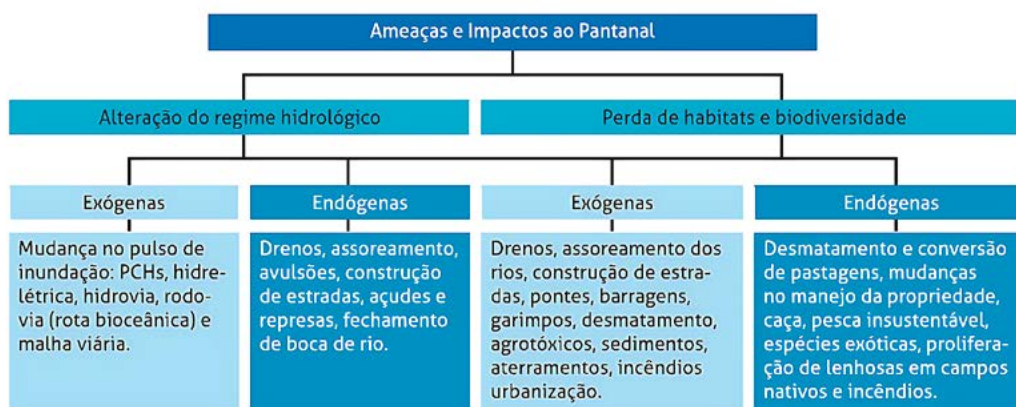 Ameaças e Impactos ao Pantanal
Alteração do regime hidrológico
Perda de habitats e biodiversidade
Exógenas
Mudança no pulso de
inundação: PCHs, hidre-
létrica, hidrovia, rodo-
via (rota bioceânica) e
malha viária.
Endógenas
Drenos, assoreamento,
avulsões, construção
de estradas, açudes e
represas, fechamento
de boca de rio.
Exógenas
Drenos, assoreamento dos
rios, construção de estra-
das, pontes, barragens,
garimpos, desmatamento,
agrotóxicos, sedimentos,
aterramentos, incêndios
urbanização.
Endógenas
Desmatamento e conversão
de pastagens, mudanças
no manejo da propriedade,
caça, pesca insustentável,
espécies exóticas, prolifera-
ção de lenhosas em campos
nativos e incêndios.